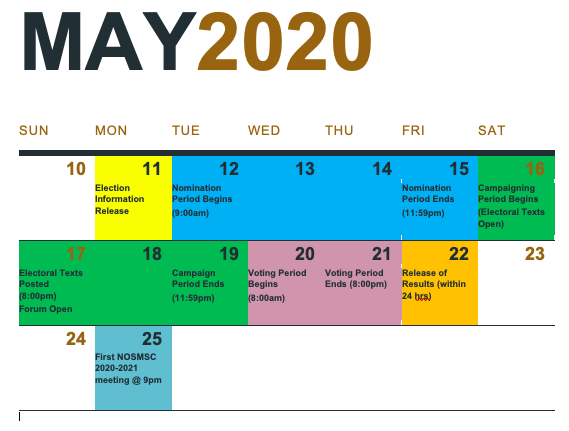 MAY2020
SUN MON TUE WED THU FRI SAT
10 11 12 13 14 15 16
Election
Information
Release
Nomination
Period Begins
(9:00am)
Nomination
Period Ends
(11:59pm)
Campaigning
Period Begins
(Electoral Texts
Open)
17 18 19 20 21 22 23
Electoral Texts
Posted
(8:00pm)
Forum Open
Campaign
Period Ends
(11:59pm)
Voting Period
Begins
(8:00am)
Voting Period
Ends (8:00pm)
Release of
Results (within
24 hrs)
24 25
First NOSMSC
2020-2021
meeting @ 9pm